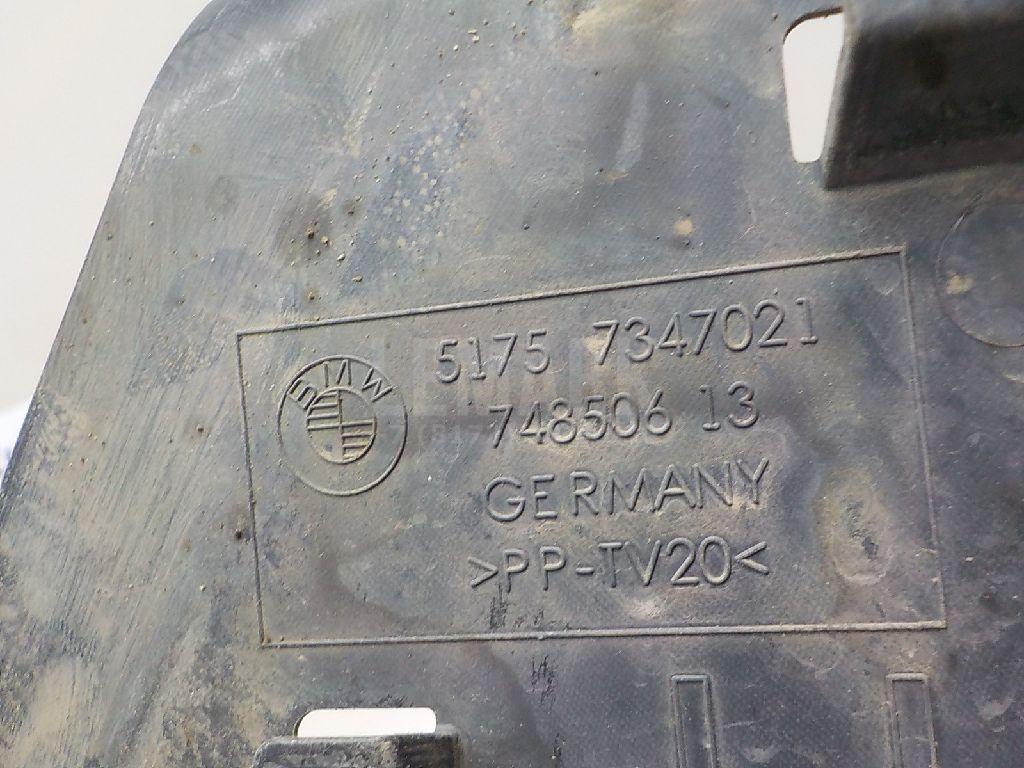 BMW
5175 7347021
748506 13
GERMANY
>PP-TV20<